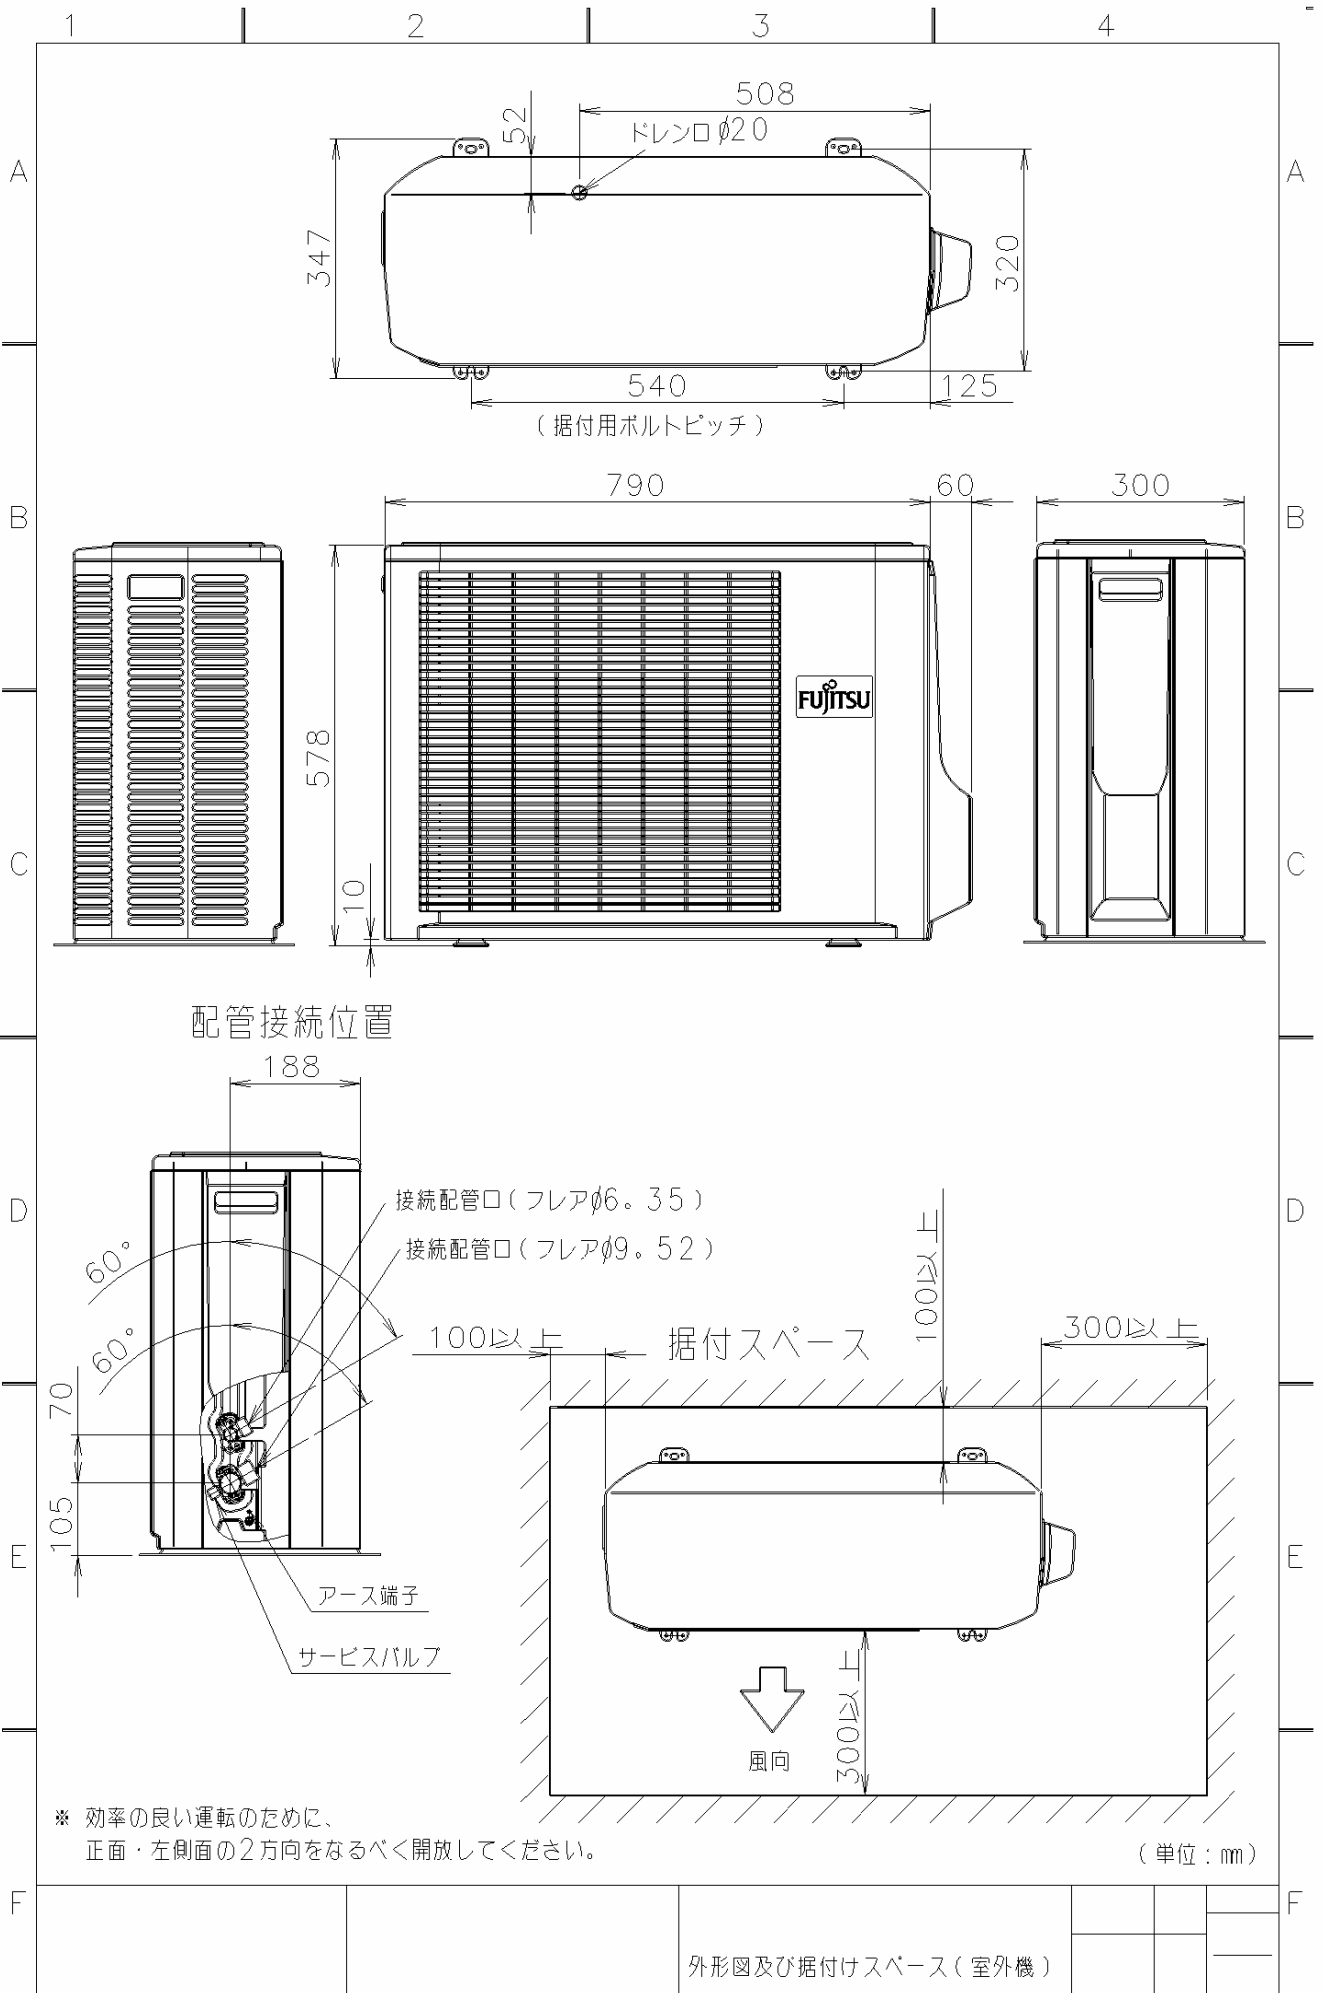 1 2 3 4
508
52
ドレン口 φ20
A A
347
320
540
125
(据付用ボルトピッチ)
790
60
300
B B
FUJITSU
578
C C
10
配管接続位置
188
接続配管口(フレアφ6。35)
D D
接続配管口(フレアφ9。52)
60°
60°
100以上
300以上
100以上
据付スペース
70
105
E E
アース端子
サービスバルブ
300以上
風向
※ 効率の良い運転のために、
正面・左側面の2方向をなるべく開放してください。
(単位:mm)
F F
外形図及び据付けスペース(室外機)